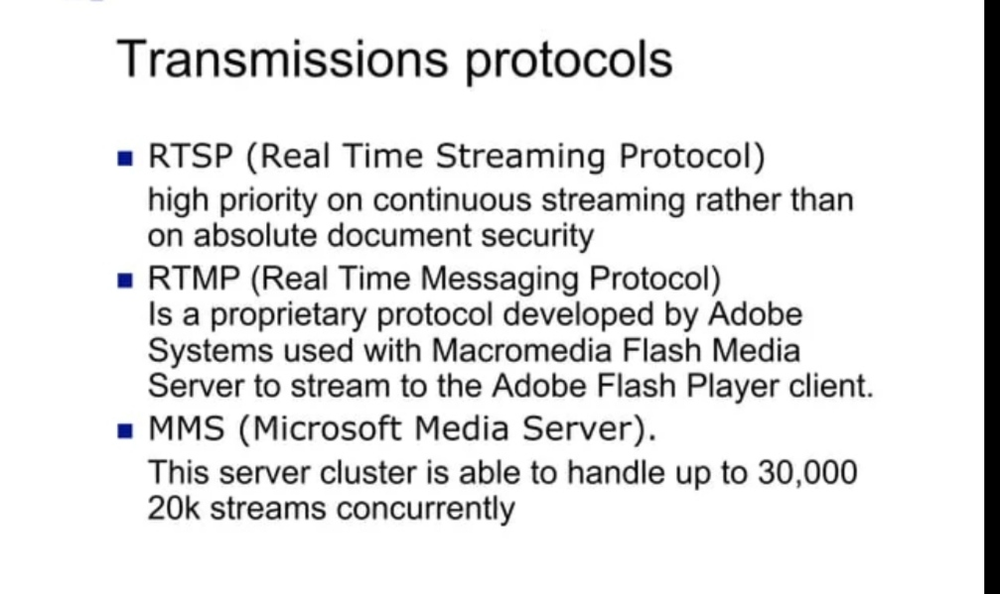 Transmissions protocols
RTSP (Real Time Streaming Protocol)
high priority on continuous streaming rather than
on absolute document security
RTMP (Real Time Messaging Protocol)
Is a proprietary protocol developed by Adobe
Systems used with Macromedia Flash Media
Server to stream to the Adobe Flash Player client.
MMS (Microsoft Media Server).
This server cluster is able to handle up to 30,000
20k streams concurrently